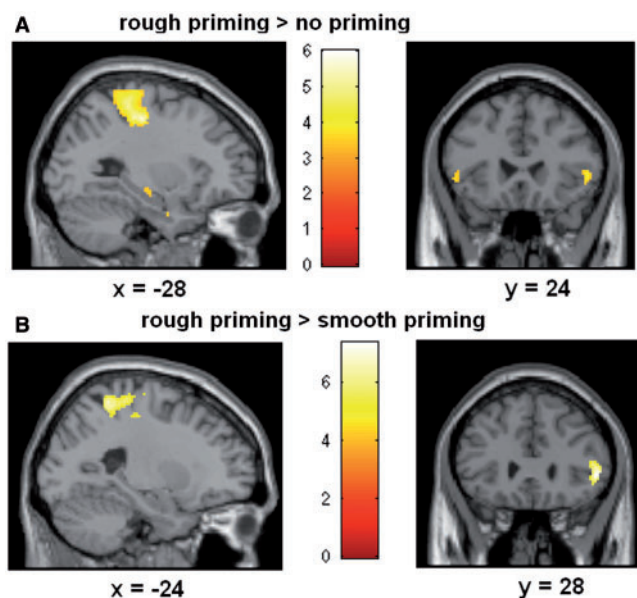 A rough priming > no priming
6
5
4
3
2
1
0
x = -28 y = 24
B rough priming > smooth priming
6
4
2
0
x = -24 y = 28